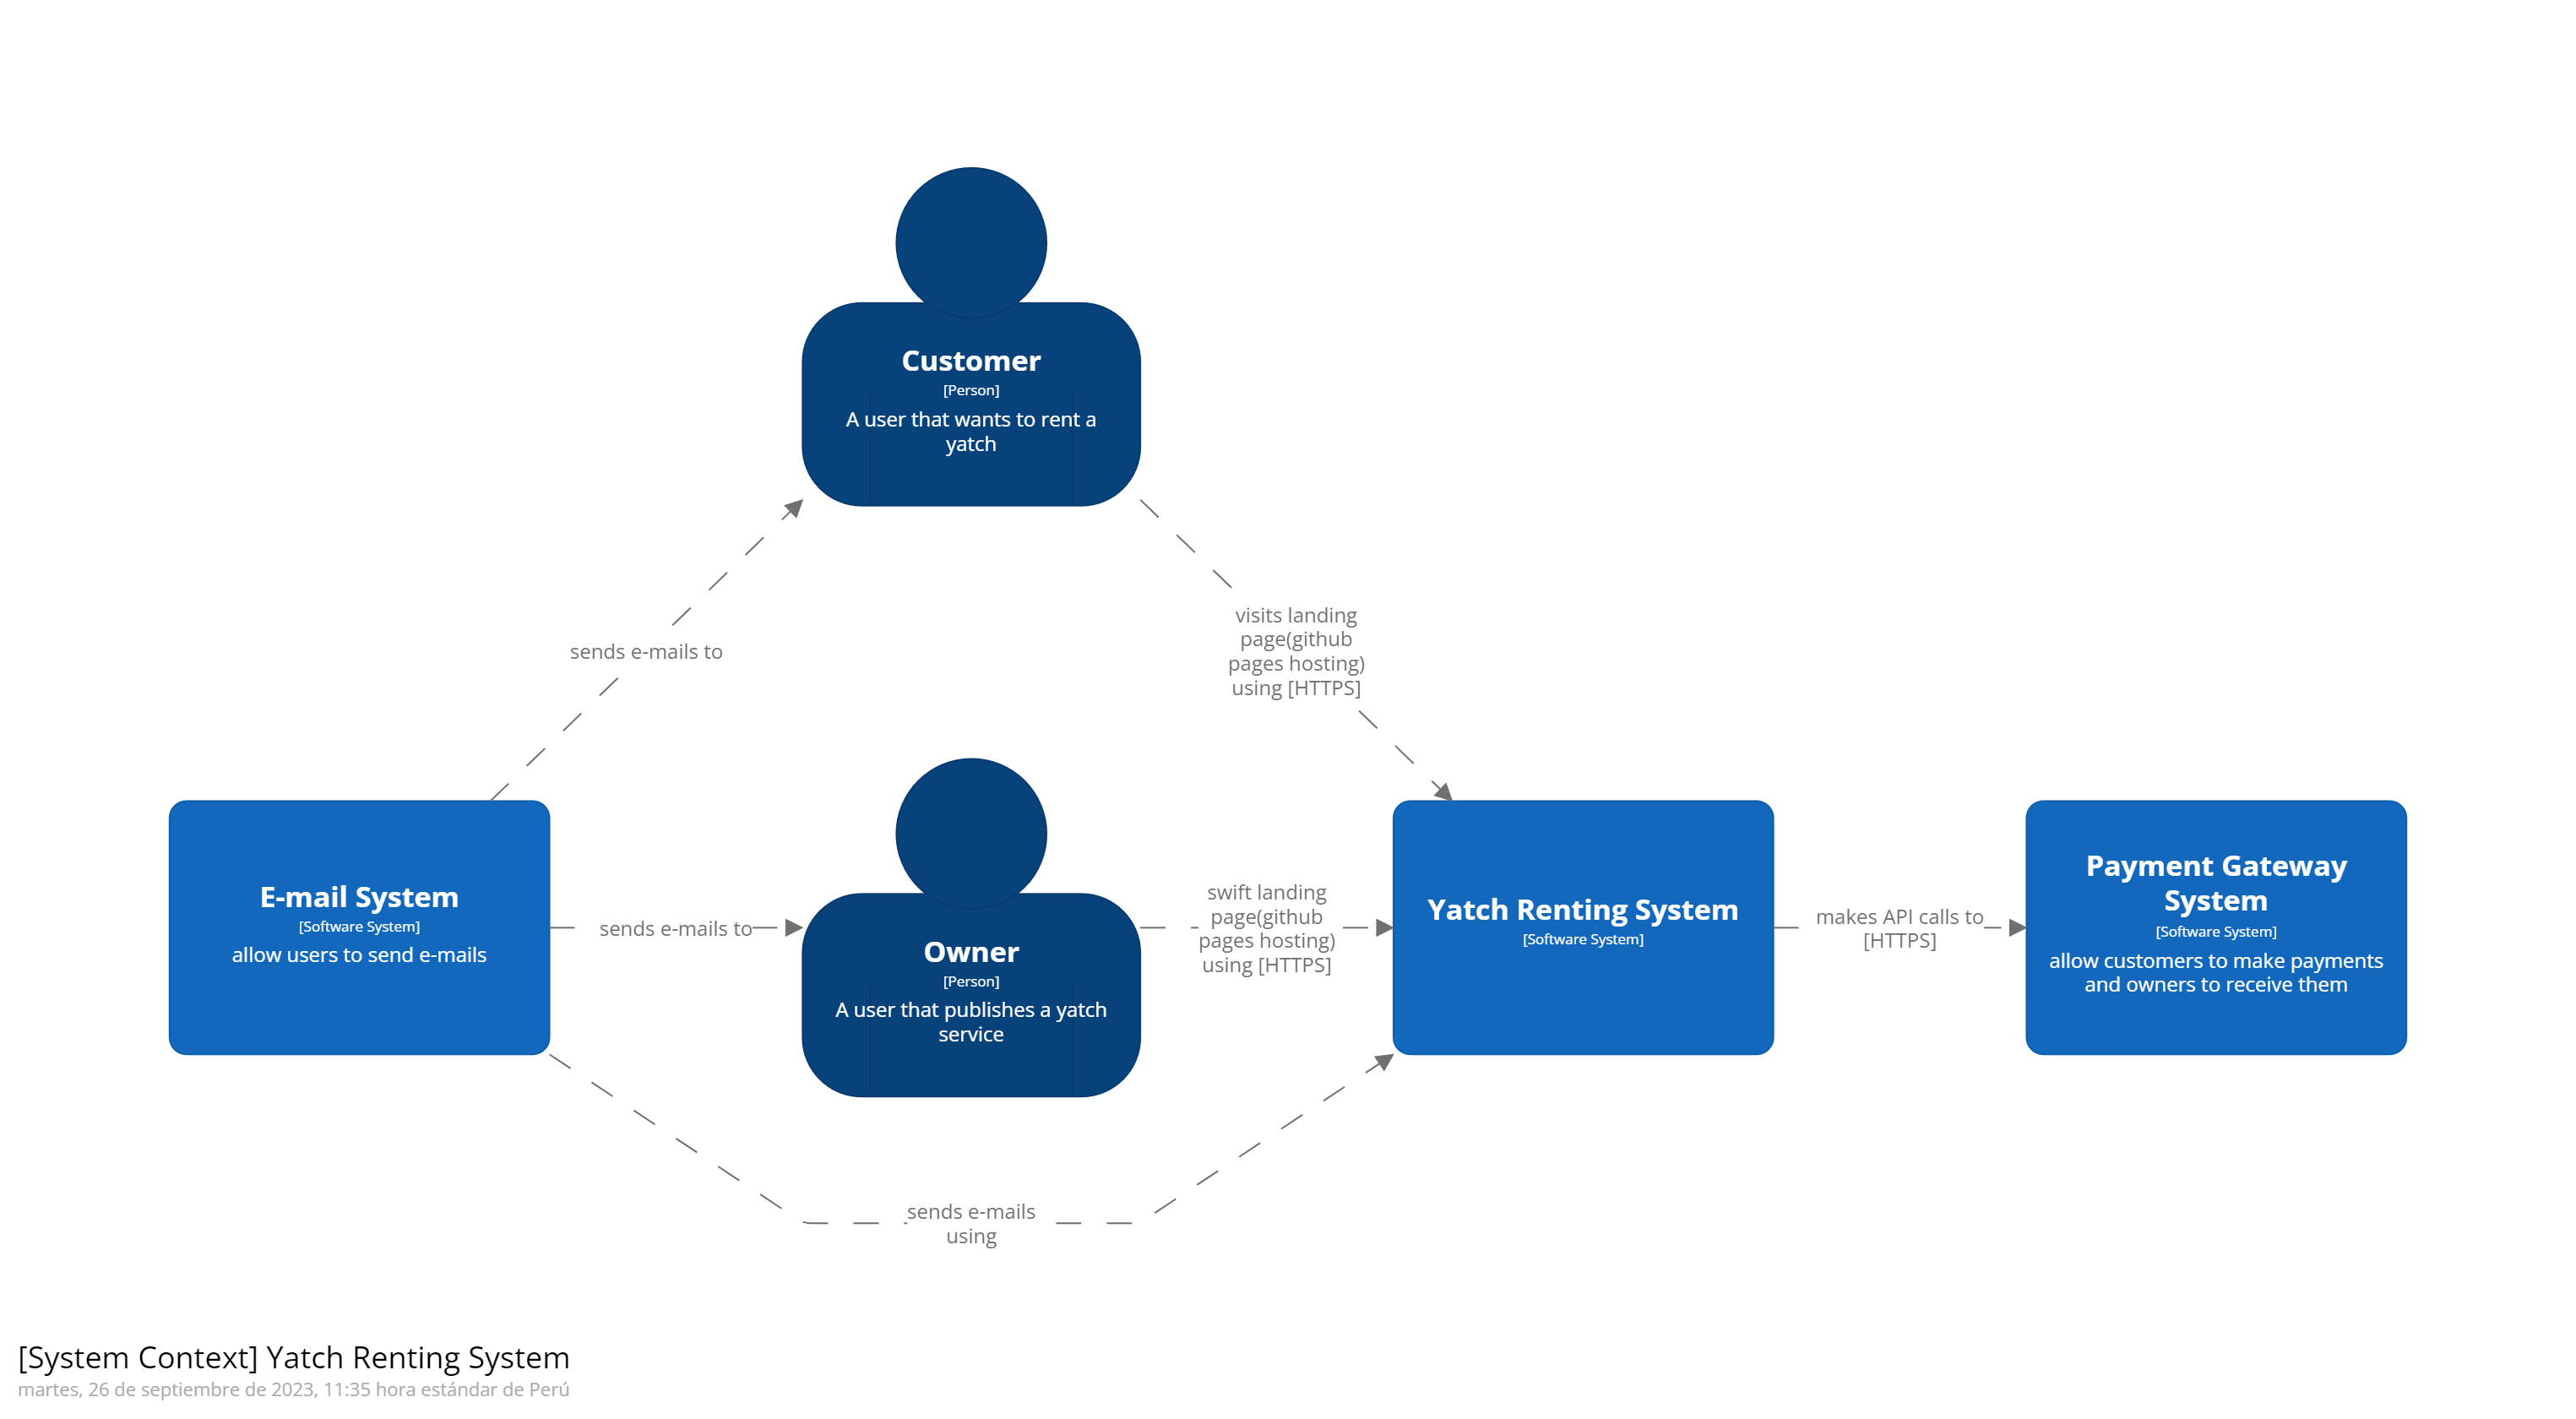 Customer
[Person]
A user that wants to rent a
yatch
sends e-mails to
visits landing
page(github
pages hosting)
using [HTTPS]
E-mail System
[Software System]
allow users to send e-mails
sends e-mails to
Owner
[Person]
A user that publishes a yatch
service
swift landing
page(github
pages hosting)
using [HTTPS]
Yatch Renting System
[Software System]
makes API calls to
[HTTPS]
Payment Gateway
System
[Software System]
allow customers to make payments
and owners to receive them
sends e-mails
using
[System Context] Yatch Renting System
martes, 26 de septiembre de 2023, 11:35 hora estándar de Perú